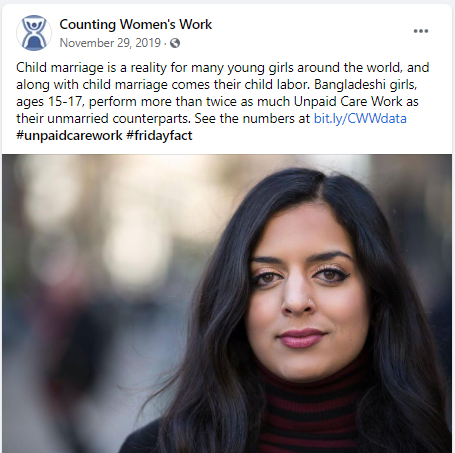 Counting Women's Work
November 29, 2019 ·
Child marriage is a reality for many young girls around the world, and
along with child marriage comes their child labor. Bangladeshi girls,
ages 15-17, perform more than twice as much Unpaid Care Work as
their unmarried counterparts. See the numbers at bit.ly/CWWdata
#unpaidcarework #fridayfact